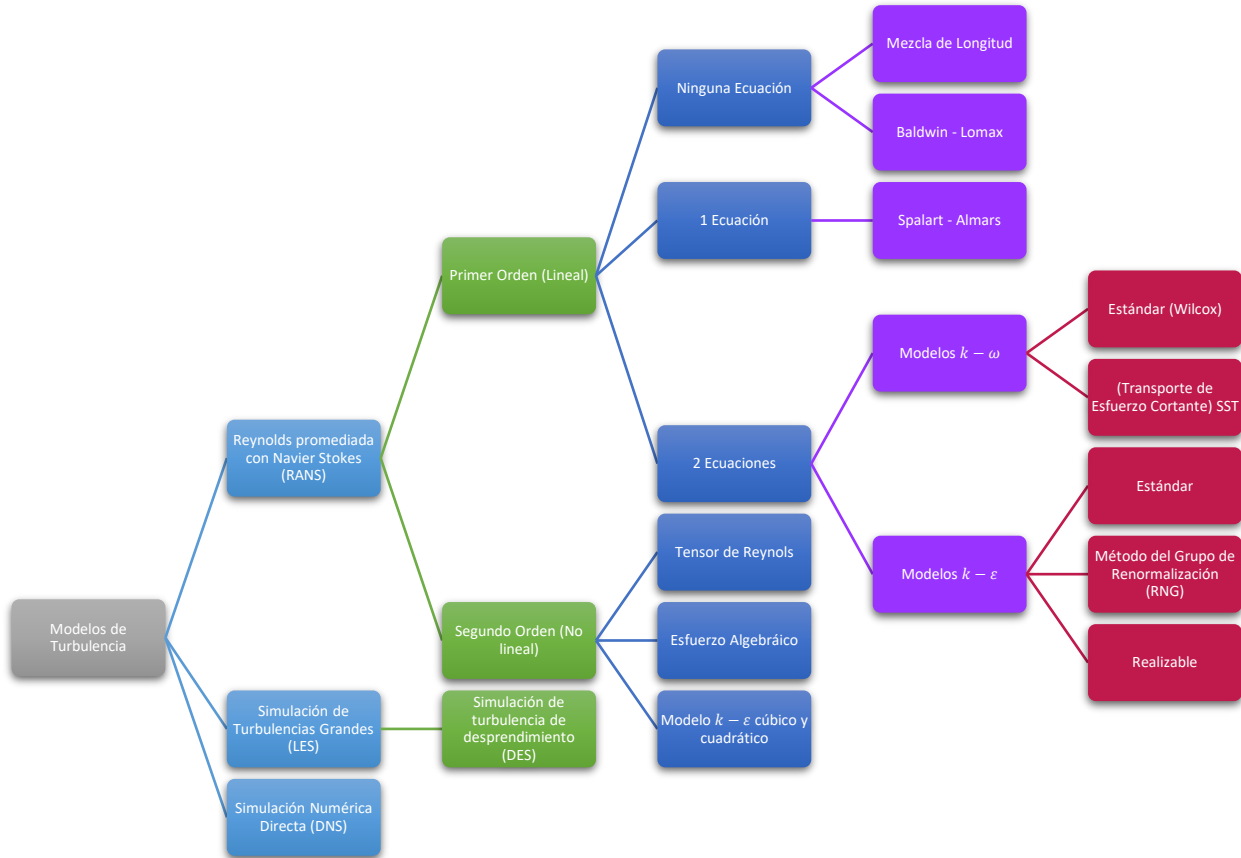 Modelos de
Turbulencia
Reynolds promediada
con Navier Stokes
(RANS)
Primer Orden (Lineal)
Ninguna Ecuación
Mezcla de Longitud
Baldwin - Lomax
1 Ecuación
Spalart - Almars
2 Ecuaciones
Modelos k − ω
Estándar (Wilcox)
(Transporte de
Esfuerzo Cortante) SST
Modelos k − ε
Estándar
Método del Grupo de
Renormalización
(RNG)
Realizable
Segundo Orden (No
lineal)
Tensor de Reynols
Esfuerzo Algebráico
Modelo k − ε cúbico y
cuadrático
Simulación de
Turbulencias Grandes
(LES)
Simulación de
turbulencia de
desprendimiento
(DES)
Simulación Numérica
Directa (DNS)